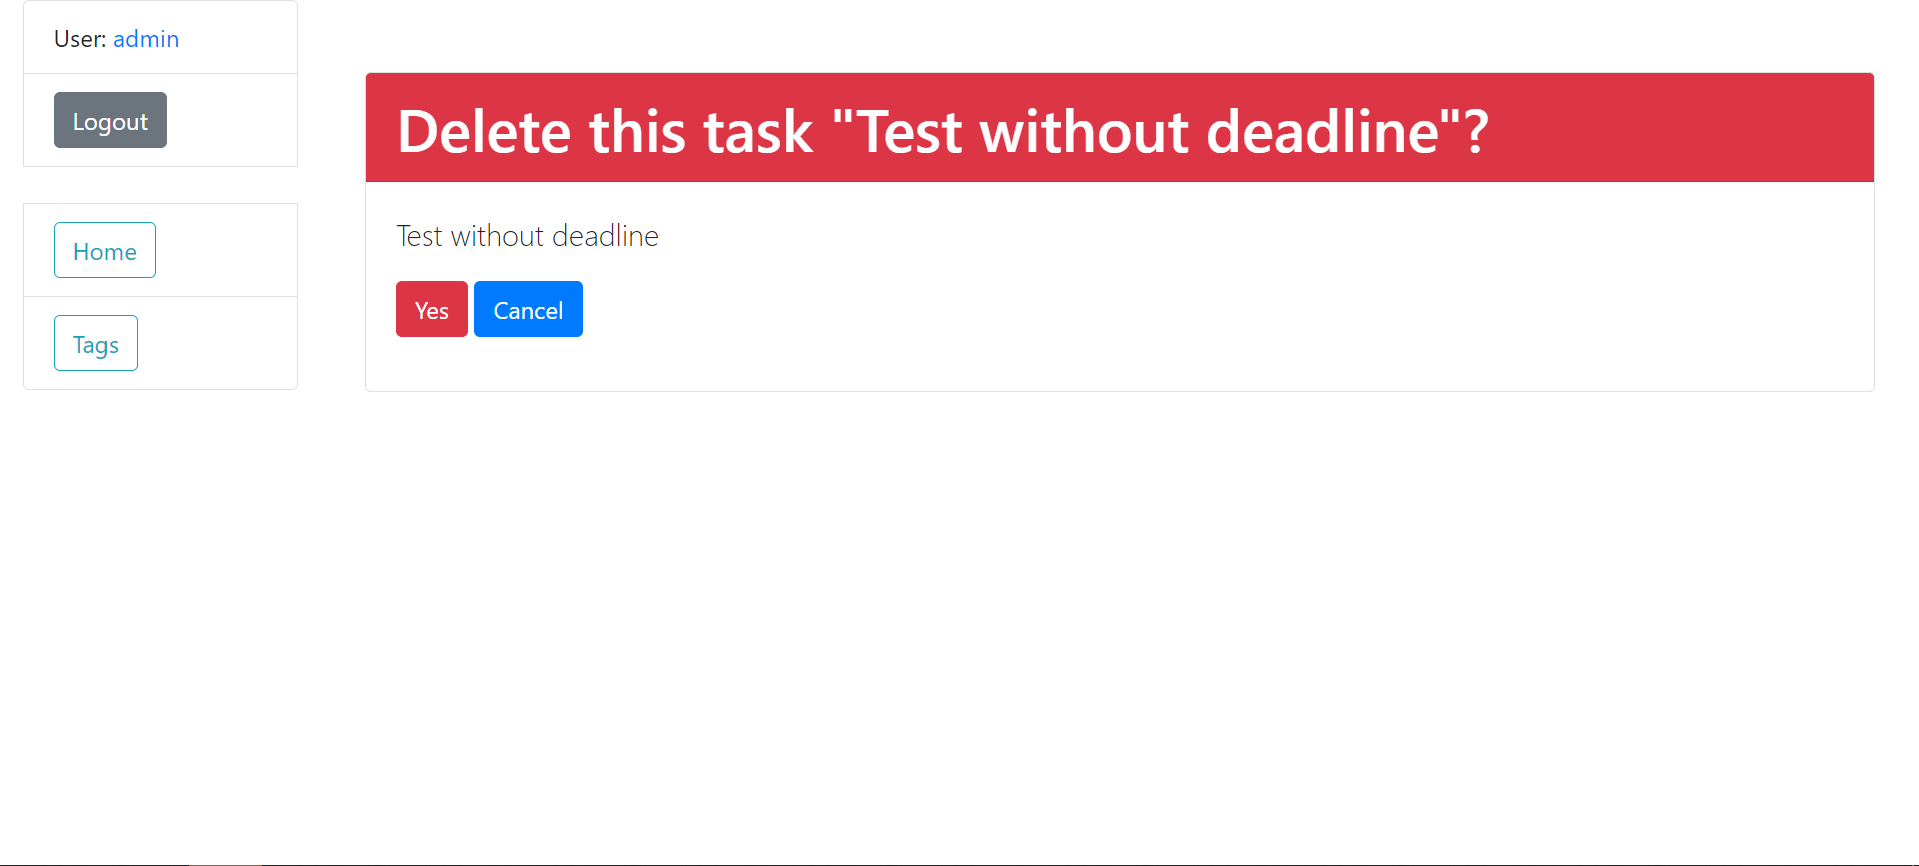 User: admin
Logout
Home
Tags
Delete this task "Test without deadline"?
Test without deadline
Yes Cancel